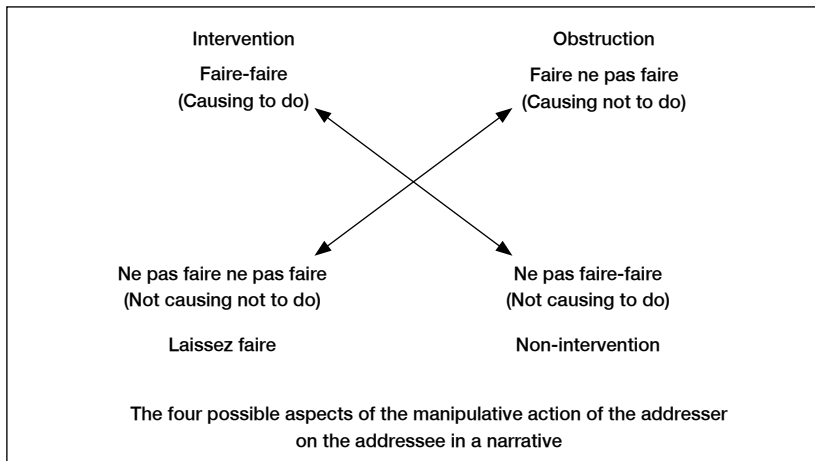 Intervention
Faire-faire
(Causing to do)
Obstruction
Faire ne pas faire
(Causing not to do)
Ne pas faire ne pas faire
(Not causing not to do)
Laissez faire
Ne pas faire-faire
(Not causing to do)
Non-intervention
The four possible aspects of the manipulative action of the addresser
on the addressee in a narrative